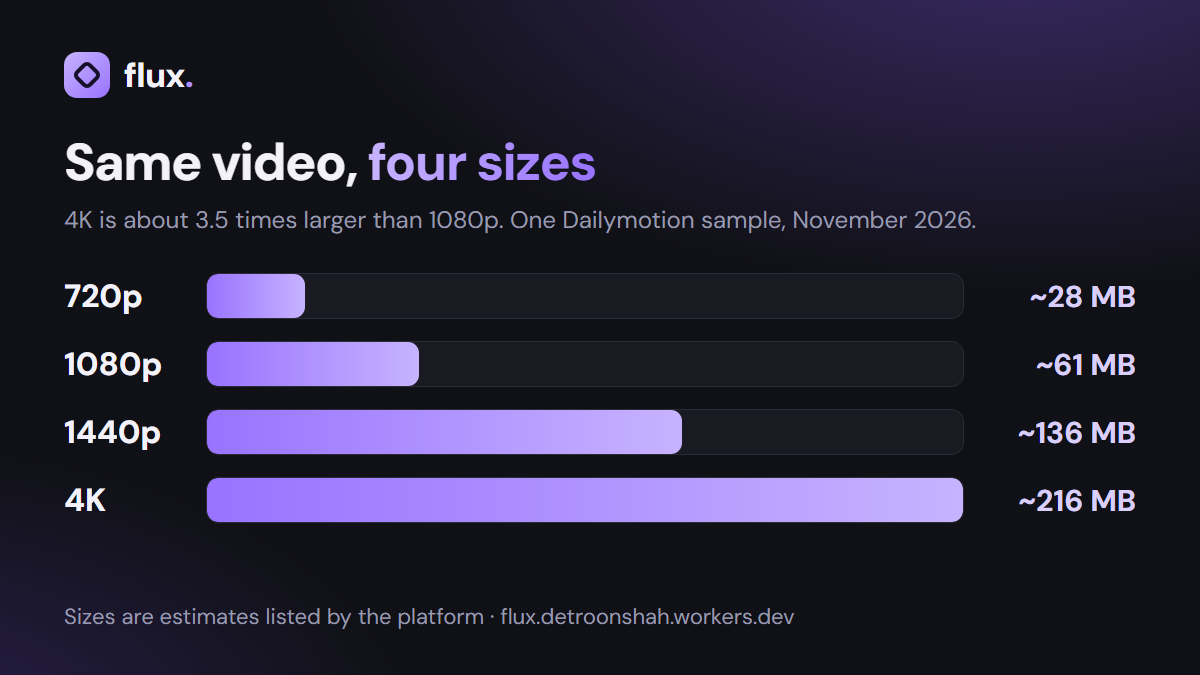 flux.
Same video, four sizes
4K is about 3.5 times larger than 1080p. One Dailymotion sample, November 2026.
720p ~28 MB
1080p ~61 MB
1440p ~136 MB
4K ~216 MB
Sizes are estimates listed by the platform · flux.detroonshah.workers.dev